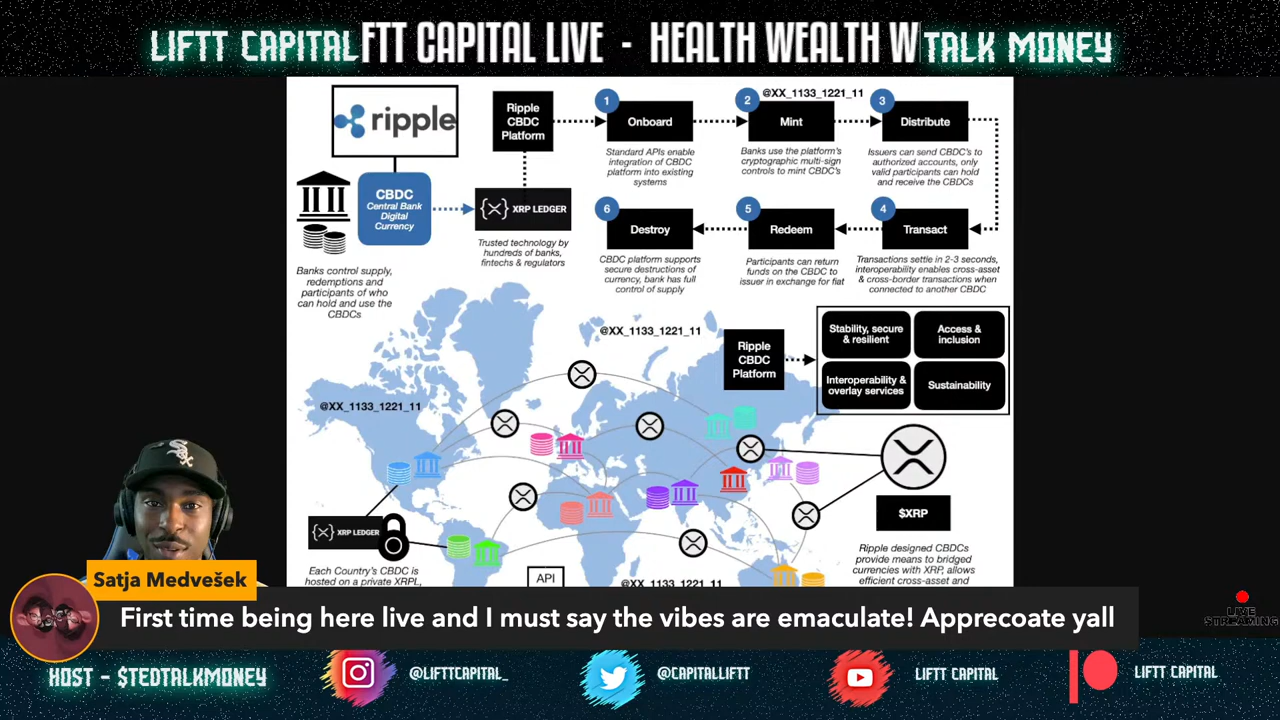 LIFTT CAPITAL
FTT CAPITAL LIVE - HEALTH WEALTH W
TALK MONEY
ripple
CBDC
Central Bank
Digital
Currency
Banks control supply,
redemptions and
participants of who
can hold and use the
CBDCs
Ripple
CBDC
Platform
XRP LEDGER
Trusted technology by
hundreds of banks,
fintechs & regulators
1
Onboard
Standard APIs enable
integration of CBDC
platform into existing
systems
2
@XX_1133_1221_11
Mint
Banks use the platform's
cryptographic multi-sign
controls to mint CBDC's
3
Distribute
Issuers can send CBDC's to
authorized accounts, only
valid participants can hold
and receive the CBDCs
6
Destroy
CBDC platform supports
secure destructions of
currency, bank has full
control of supply
5
Redeem
Participants can return
funds on the CBDC to
issuer in exchange for fiat
4
Transact
Transactions settle in 2-3 seconds,
interoperability enables cross-asset
& cross-border transactions when
connected to another CBDC
@XX_1133_1221_11
Ripple
CBDC
Platform
Stability, secure
& resilient
Access &
inclusion
Interoperability &
overlay services
Sustainability
@XX_1133_1221_11
$XRP
XRP LEDGER
Ripple designed CBDCs
provide means to bridged
currencies with XRP, allows
efficient cross-asset and
Each Country's CBDC is
hosted on a private XRPL,
API
@XX_1133_1221_11
Satja Medvešek
First time being here live and I must say the vibes are emaculate! Apprecoate yall
LIVE
STREAMING
HOST - $TEDTALKMONEY
@LIFTTCAPITAL_
@CAPITALLIFTT
LIFTT CAPITAL
LIFTT CAPITAL